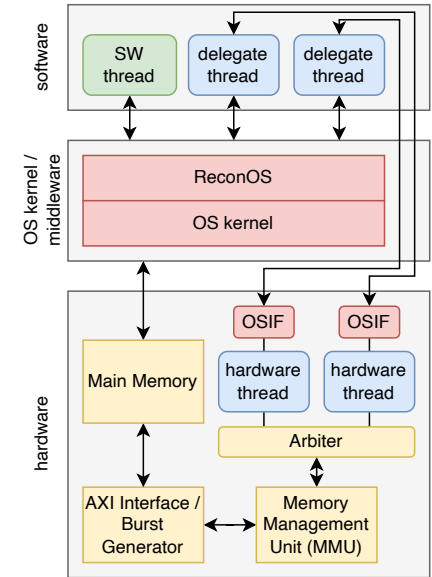 software
SW
thread
delegate
thread
delegate
thread
OS kernel /
middleware
ReconOS
OS kernel
hardware
OSIF
OSIF
hardware
thread
hardware
thread
Main Memory
Arbiter
AXI Interface /
Burst
Generator
Memory
Management
Unit (MMU)